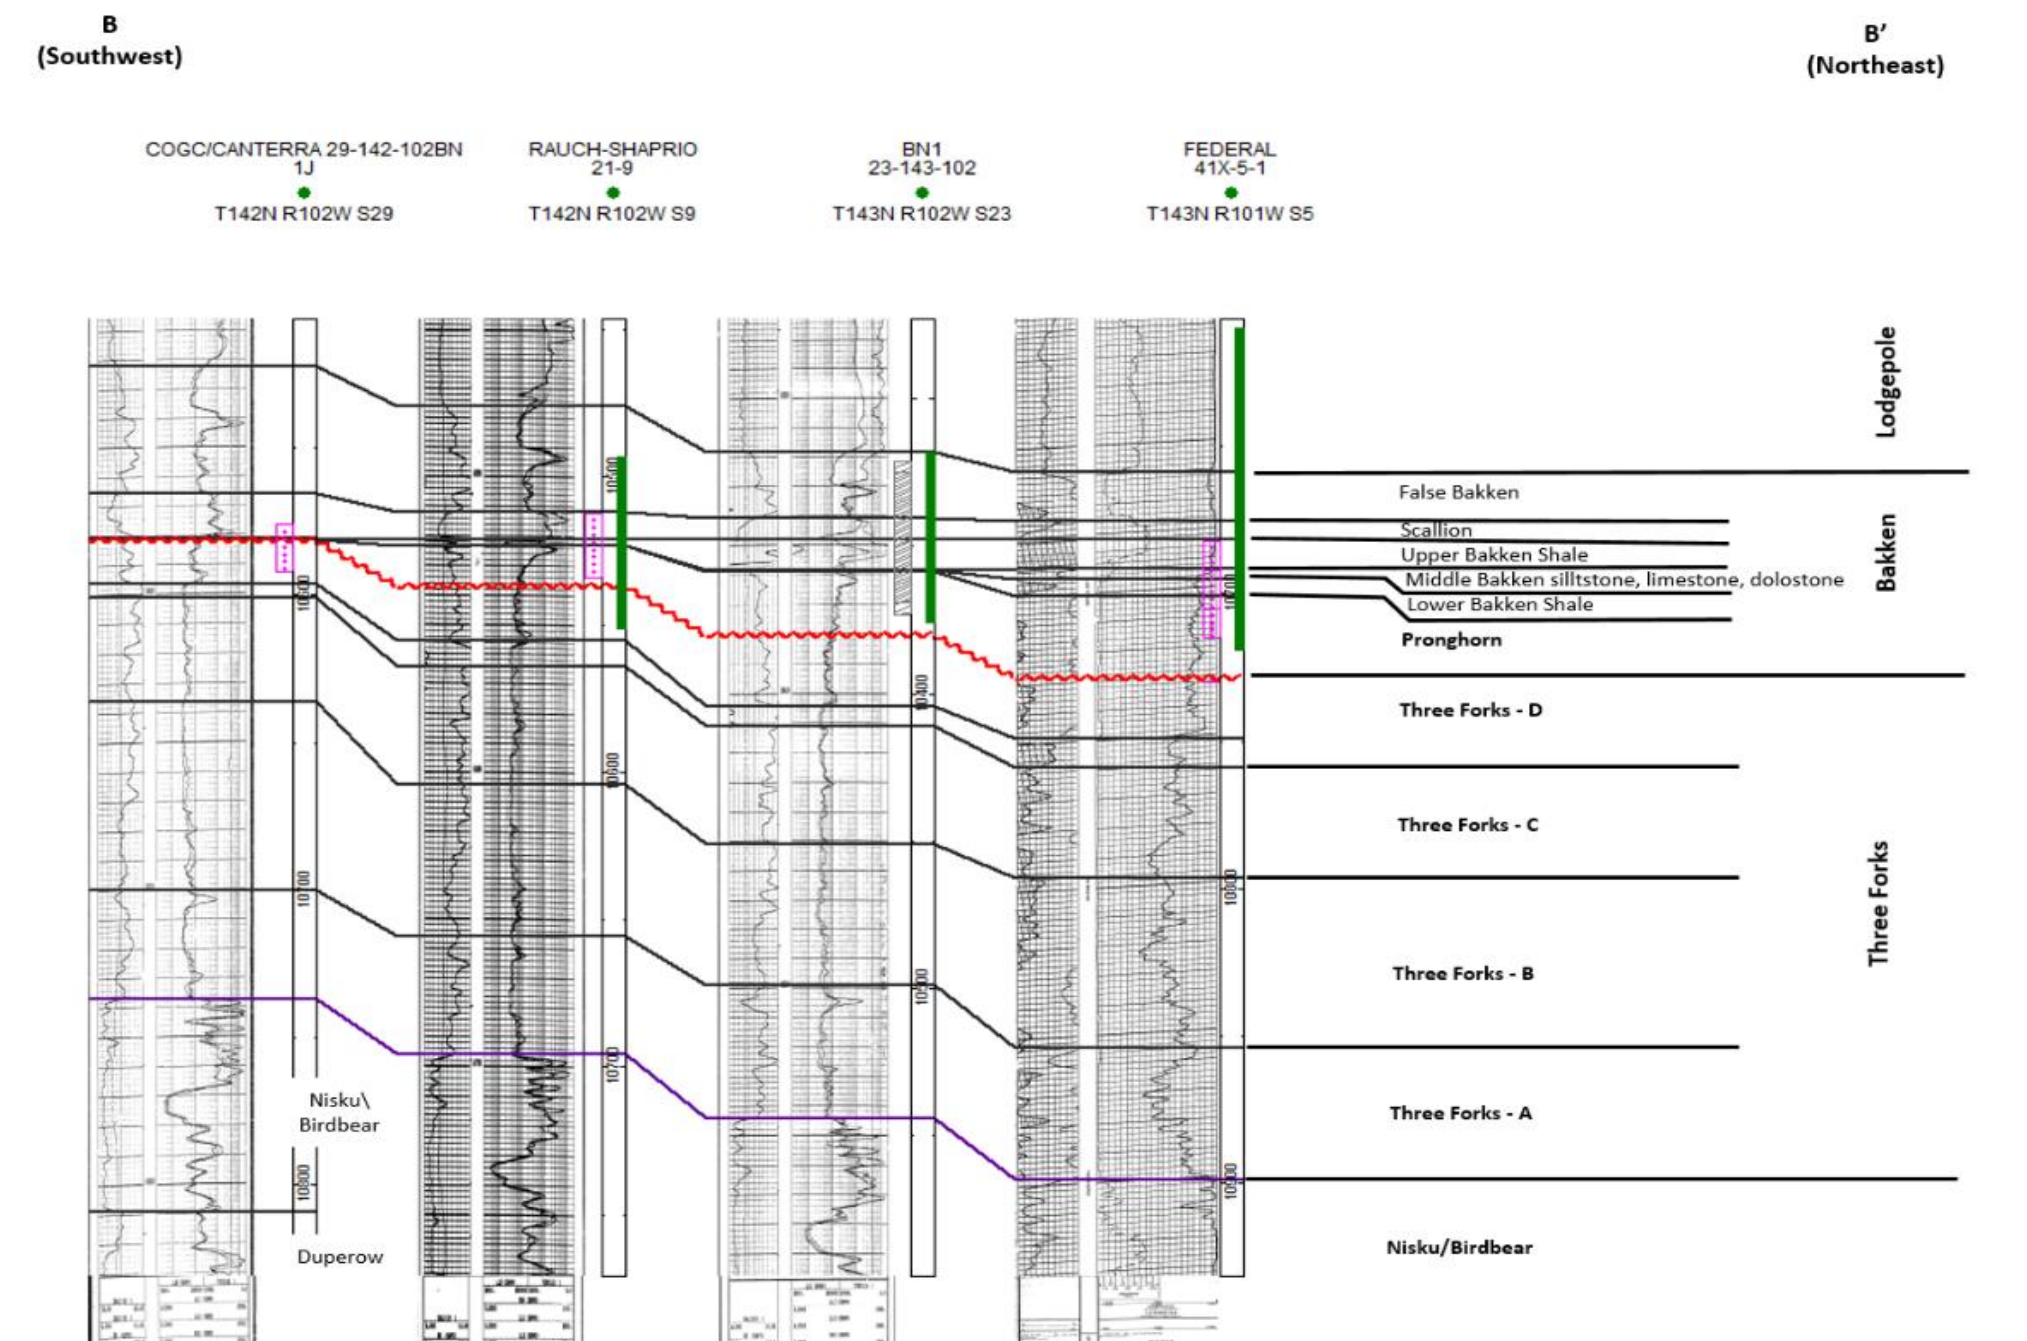 B
(Southwest)
B'
(Northeast)
COGC/CANTERRA 29-142-102BN
1J
T142N R102W S29
RAUCH-SHAPRIO
21-9
T142N R102W S9
BN1
23-143-102
T143N R102W S23
FEDERAL
41X-5-1
T143N R101W S5
Lodgepole
False Bakken
Scallion
Upper Bakken Shale
Middle Bakken silltstone, limestone, dolostone
Lower Bakken Shale
Pronghorn
Bakken
Three Forks - D
Three Forks - C
Three Forks - B
Three Forks - A
Three Forks
Nisku/Birdbear
Nisku\
Birdbear
Duperow
10600
10700
10800
10500
10600
10700
10400
10500
10700
10800
10900